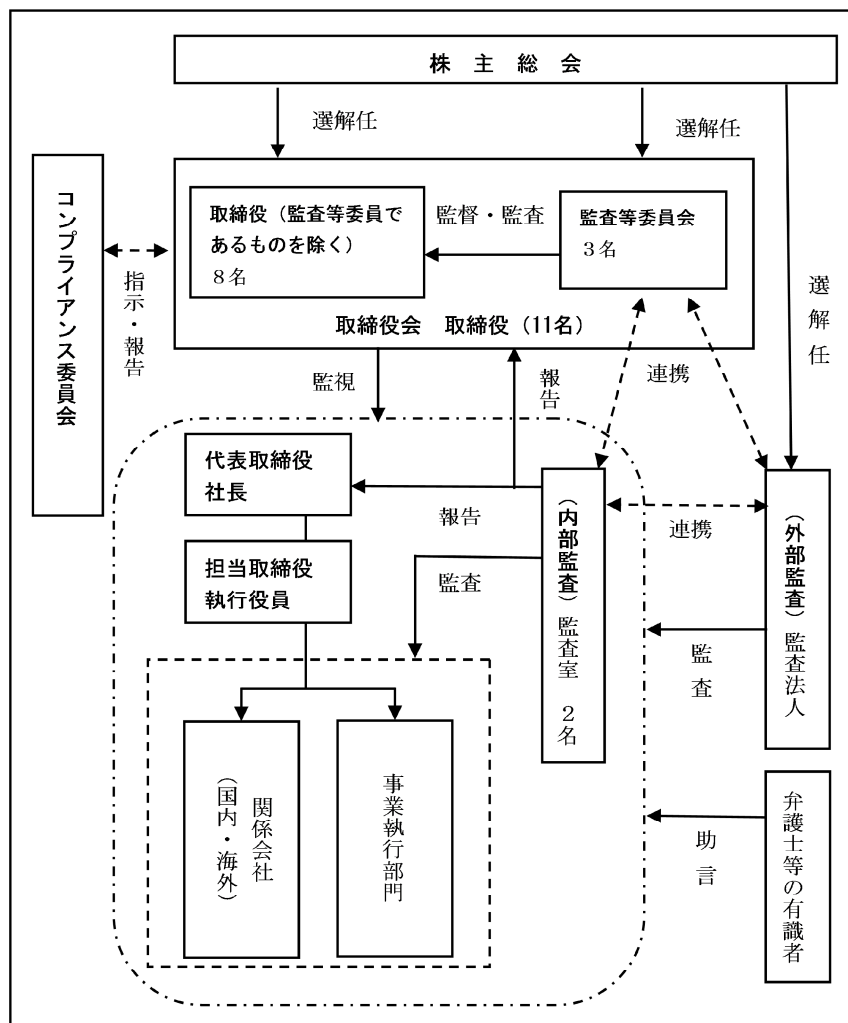 株 主 総 会
選解任
選解任
選解任
コンプライアンス委員会
指示・報告
取締役（監査等委員で
あるものを除く）
８名
監督・監査
監査等委員会
３名
取締役会　取締役（11名）
監視
報告
連携
代表取締役
社長
報告
担当取締役
執行役員
監査
（内部監査）監査室　２名
連携
（外部監査）監査法人
監査
関係会社
（国内・海外）
事業執行部門
助言
弁護士等の有識者